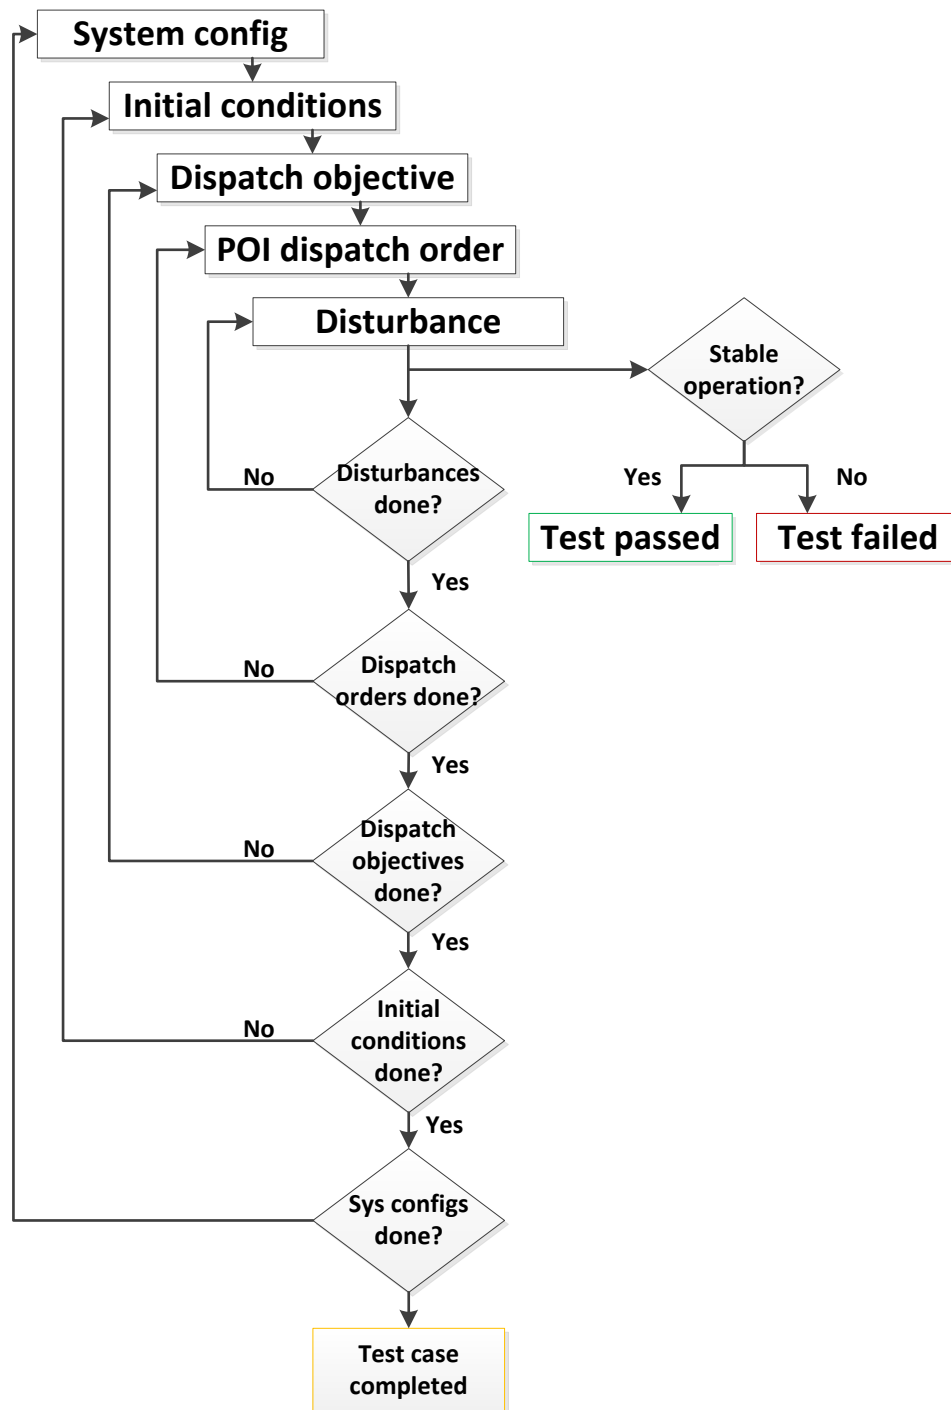 System config
Initial conditions
Dispatch objective
POI dispatch order
Disturbance
Stable
operation?
No
Disturbances
done?
Yes
No
Test passed
Test failed
Yes
No
Dispatch
orders done?
Yes
No
Dispatch
objectives
done?
Yes
No
Initial
conditions
done?
Yes
Sys configs
done?
Test case
completed